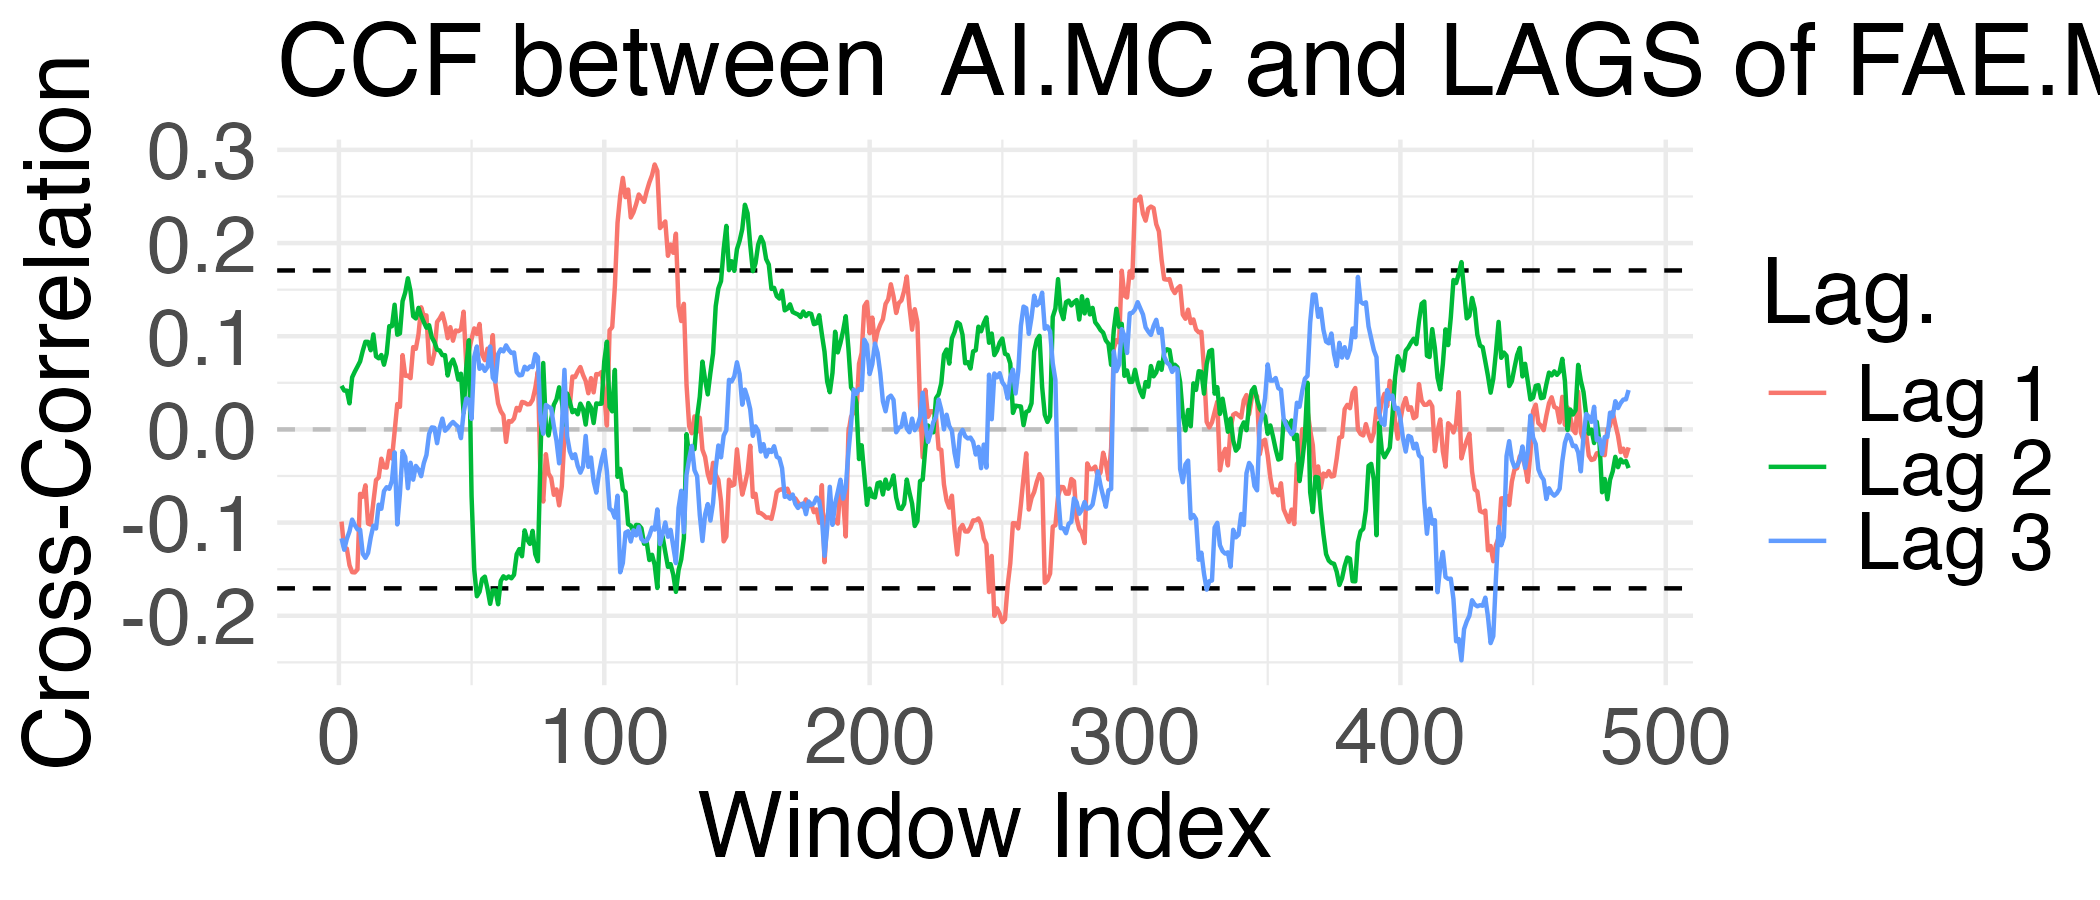 CCF between  AI.MC and LAGS of FAE.M
Cross-Correlation
0.3
0.2
0.1
0.0
-0.1
-0.2
0 100 200 300 400 500
Window Index
Lag.
Lag 1
Lag 2
Lag 3